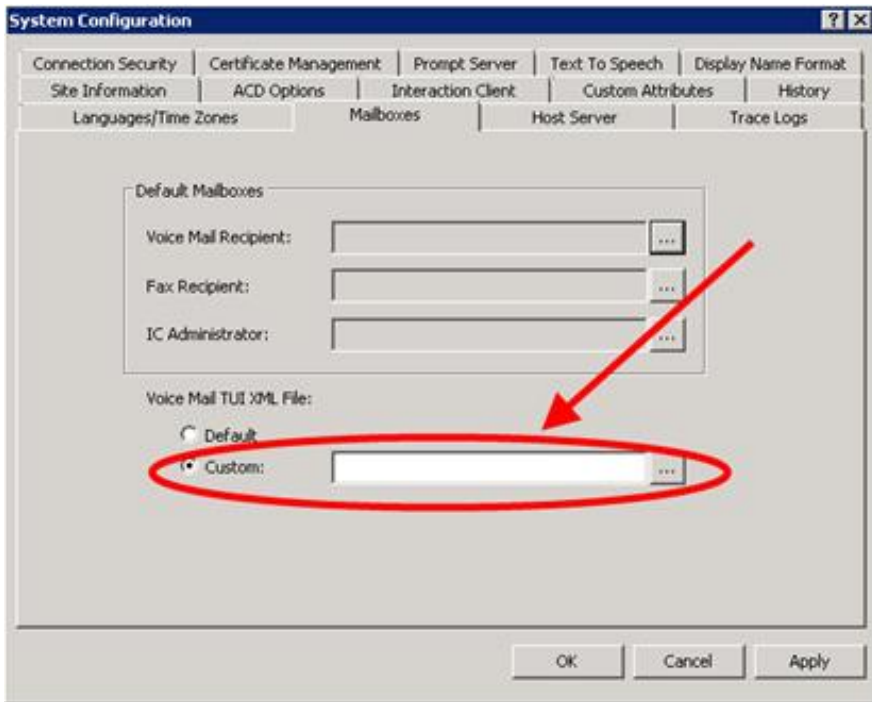 System Configuration
Connection Security Certificate Management Prompt Server Text To Speech Display Name Format
Site Information ACD Options Interaction Client Custom Attributes History
Languages/Time Zones Mailboxes Host Server Trace Logs
Default Mailboxes
Voice Mail Recipient: ...
Fax Recipient: ...
IC Administrator: ...
Voice Mail TUI XML File:
Default
Custom: ...
OK Cancel Apply